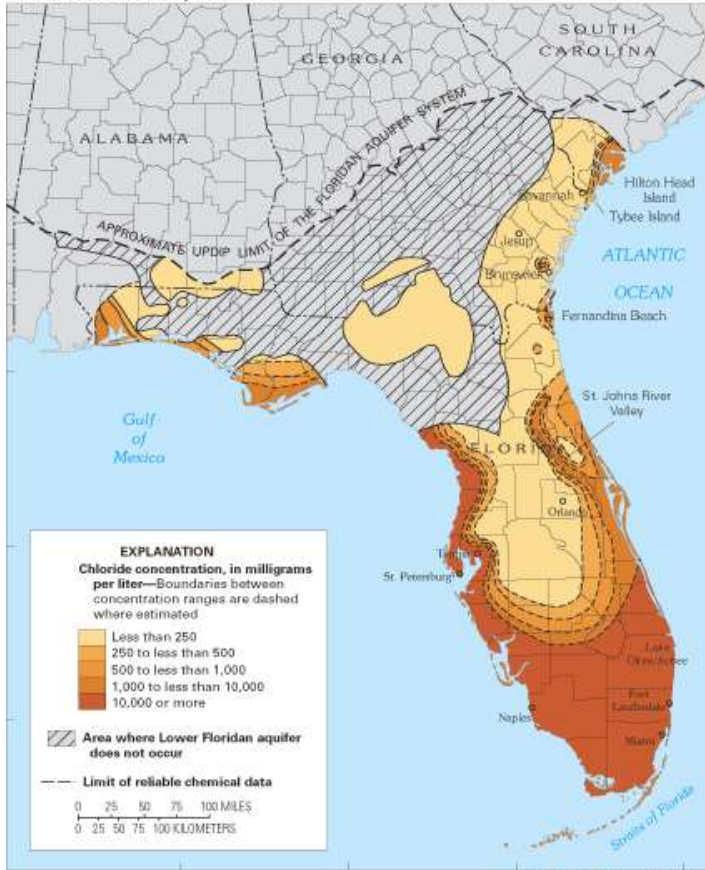 SOUTH
CAROLINA
GEORGIA
ALABAMA
APPROXIMATE UPDIP LIMIT OF THE FLORIDAN AQUIFER SYSTEM
Savannah
Hilton Head
Island
Tybee Island
Jesup
ATLANTIC
OCEAN
Brunswick
Fernandina Beach
St. Johns River
Valley
Gulf
of
Mexico
FLORIDA
Orlando
Tampa
St. Petersburg
Lake
Okeechobee
Fort
Lauderdale
Naples
Miami
Straits of Florida
EXPLANATION
Chloride concentration, in milligrams
per liter—Boundaries between
concentration ranges are dashed
where estimated
Less than 250
250 to less than 500
500 to less than 1,000
1,000 to less than 10,000
10,000 or more
Area where Lower Floridan aquifer
does not occur
Limit of reliable chemical data
0 25 50 75 100 MILES
0 25 50 75 100 KILOMETERS